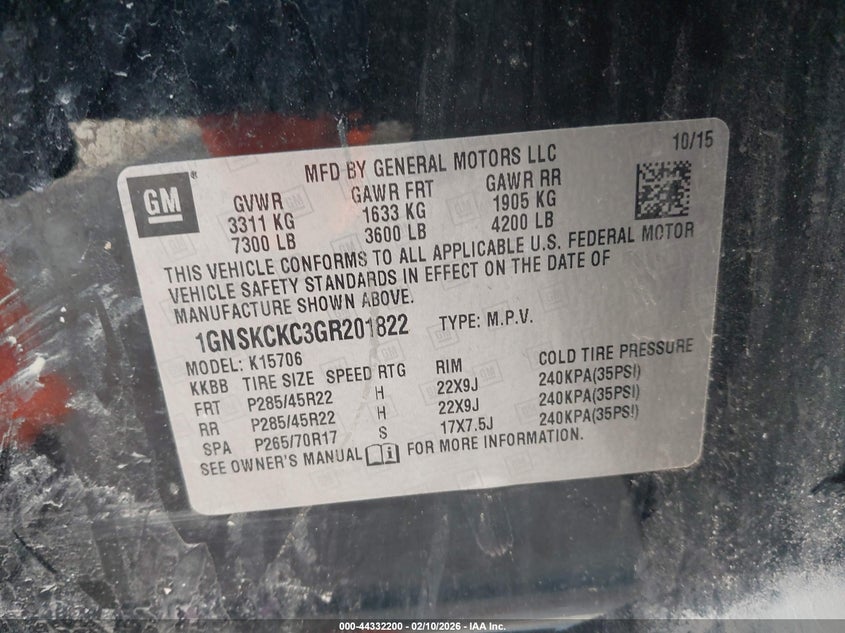 10/15
MFD BY GENERAL MOTORS LLC
GM
GVWR GAWR FRT GAWR RR
3311 KG 1633 KG 1905 KG
7300 LB 3600 LB 4200 LB
THIS VEHICLE CONFORMS TO ALL APPLICABLE U.S. FEDERAL MOTOR
VEHICLE SAFETY STANDARDS IN EFFECT ON THE DATE OF
MANUFACTURE SHOWN ABOVE.
1GNSKCKC3GR201822 TYPE: M.P.V.
MODEL: K15706
KKBB TIRE SIZE SPEED RTG RIM COLD TIRE PRESSURE
FRT P285/45R22 H 22X9J 240KPA(35PSI)
RR P285/45R22 H 22X9J 240KPA(35PSI)
SPA P265/70R17 S 17X7.5J 240KPA(35PSI)
SEE OWNER'S MANUAL FOR MORE INFORMATION.
000-44332200 - 02/10/2026 - IAA Inc.